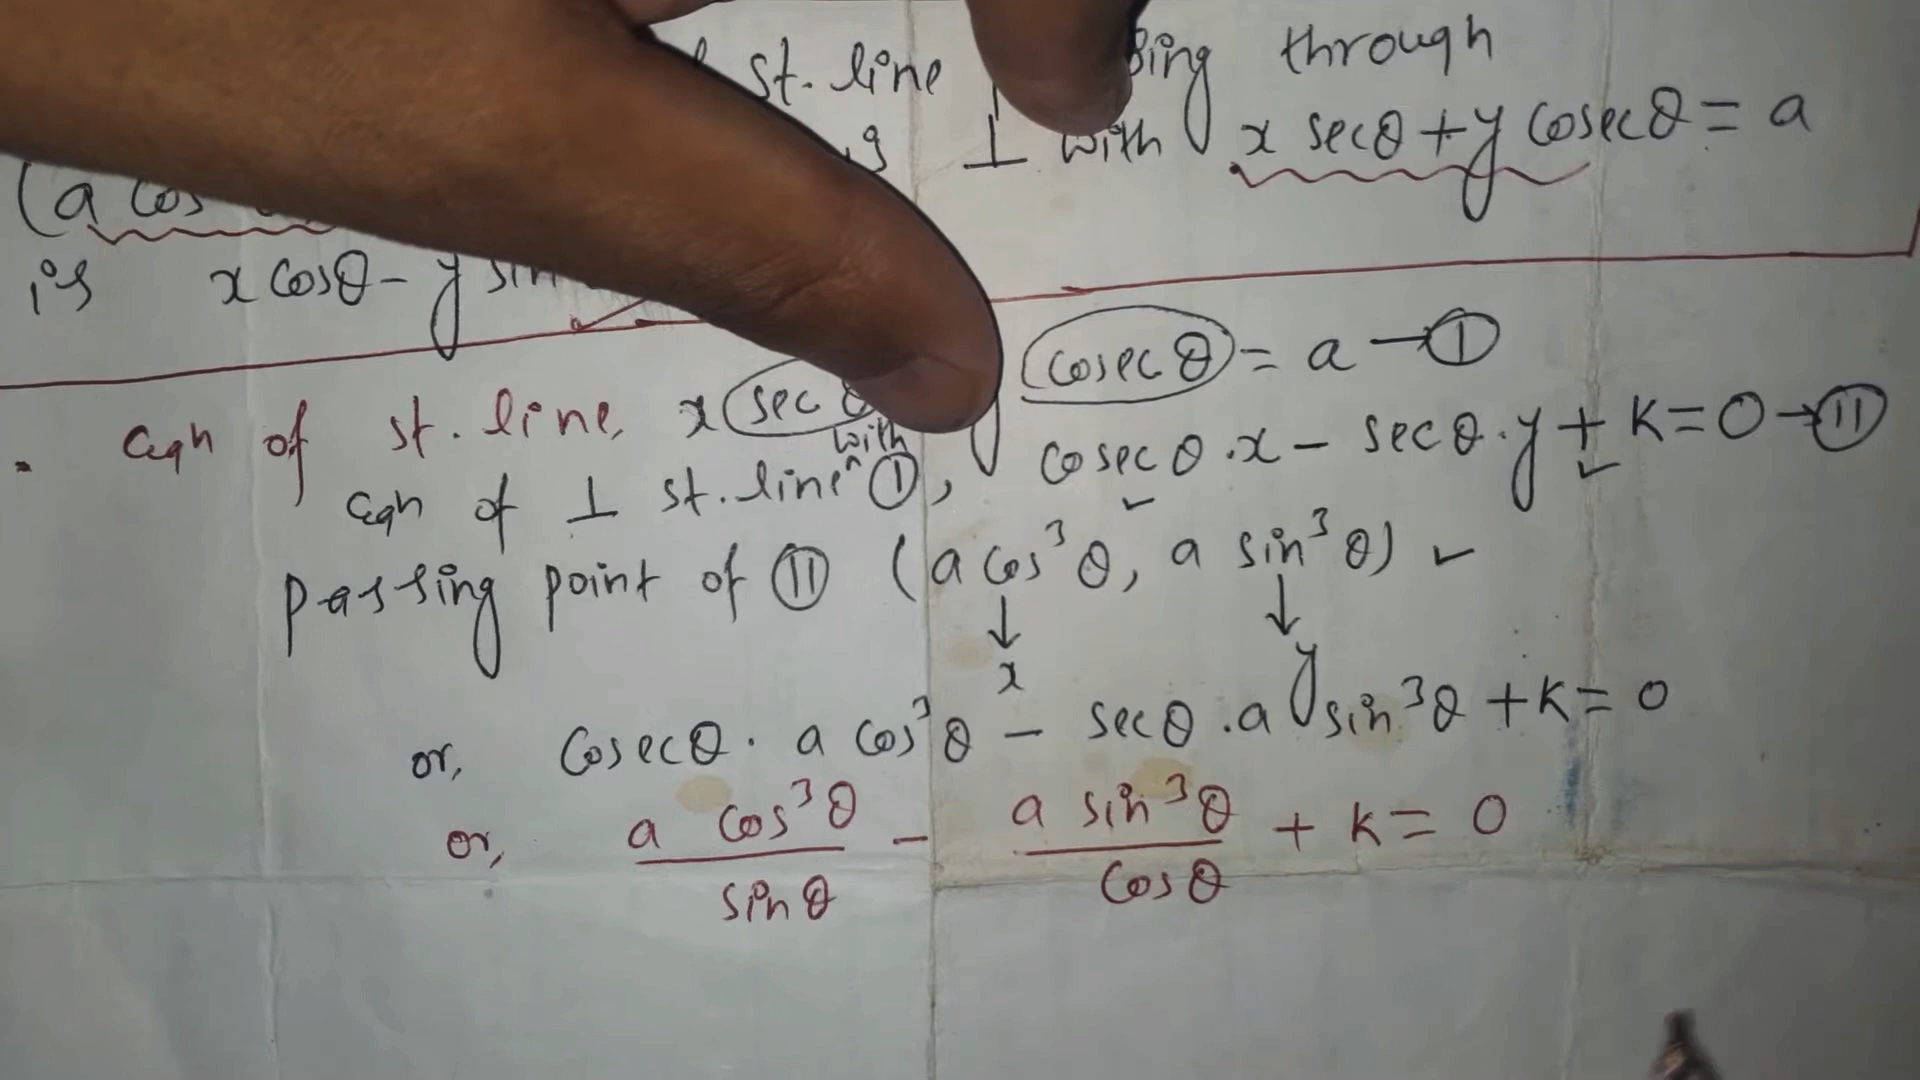 st. line through
⊥ with x secθ + y cosecθ = a
(a cos
is x cosθ - y sin
cosecθ = a → Ⓘ
eqn of st. line, x sec
with
eqn of ⊥ st. line ^ Ⓘ, cosecθ.x - secθ.y + k = 0 → Ⓘⓘ
passing point of Ⓘⓘ (a cos³θ, a sin³θ) ✓
↓ ↓
x y
or, cosecθ. a cos³θ - secθ.a sin³θ + k = 0
or, a cos³θ/sinθ - a sin³θ/cosθ + k = 0